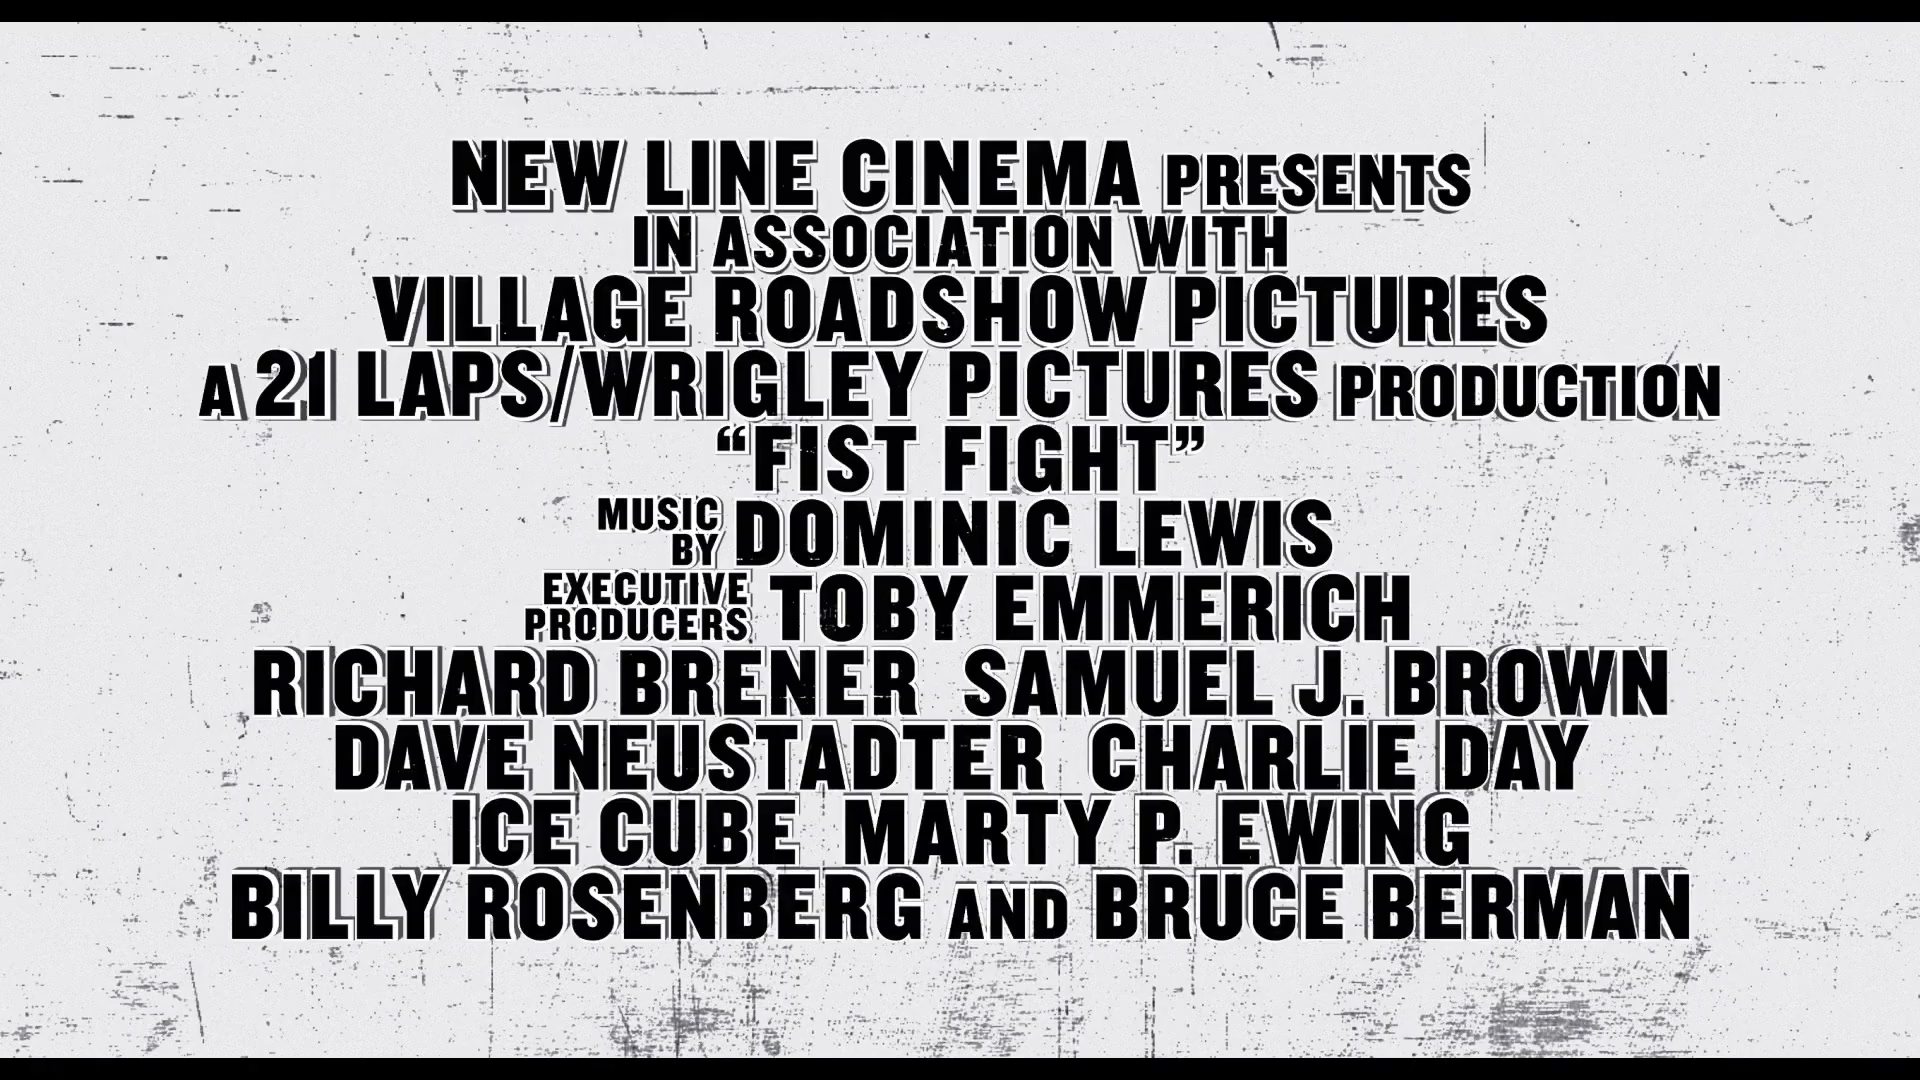 NEW LINE CINEMA PRESENTS
IN ASSOCIATION WITH
VILLAGE ROADSHOW PICTURES
A 21 LAPS/WRIGLEY PICTURES PRODUCTION
“FIST FIGHT”
MUSIC BY DOMINIC LEWIS
EXECUTIVE PRODUCERS TOBY EMMERICH
RICHARD BRENER SAMUEL J. BROWN
DAVE NEUSTADTER CHARLIE DAY
ICE CUBE MARTY P. EWING
BILLY ROSENBERG AND BRUCE BERMAN